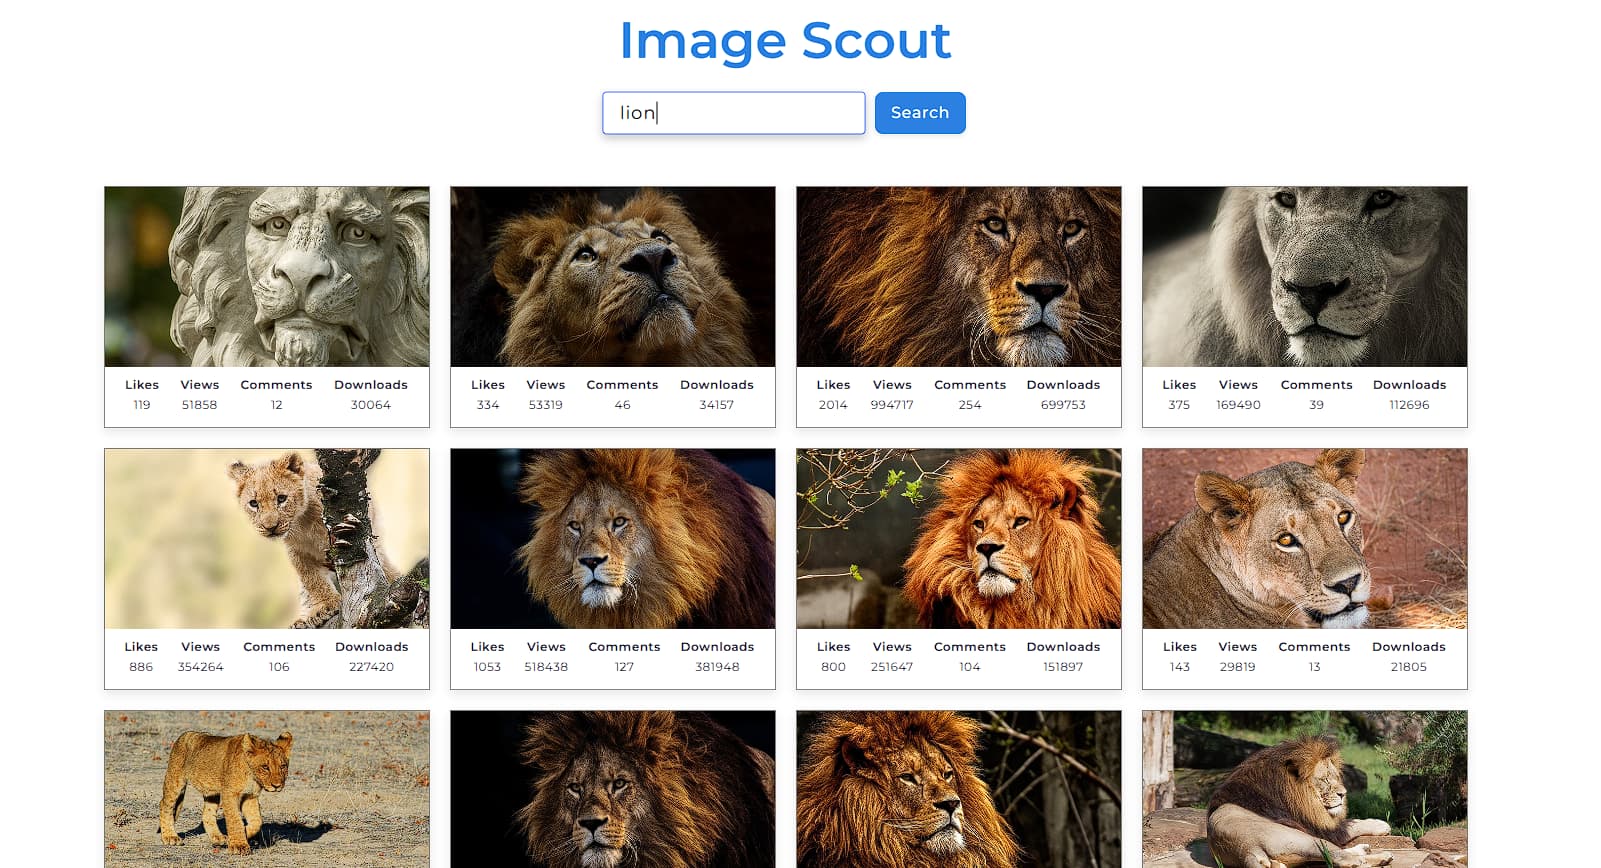 Image Scout
lion
Search
Likes Views Comments Downloads
119 51858 12 30064
Likes Views Comments Downloads
334 53319 46 34157
Likes Views Comments Downloads
2014 994717 254 699753
Likes Views Comments Downloads
375 169490 39 112696
Likes Views Comments Downloads
886 354264 106 227420
Likes Views Comments Downloads
1053 518438 127 381948
Likes Views Comments Downloads
800 251647 104 151897
Likes Views Comments Downloads
143 29819 13 21805